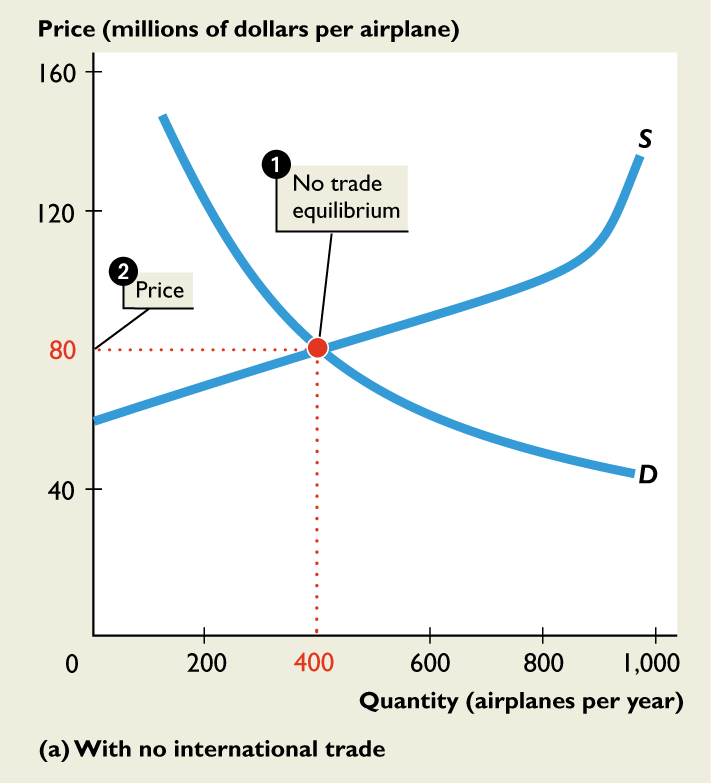 Price (millions of dollars per airplane)
160
S
1
No trade
equilibrium
120
2
Price
80
40
D
0
200
400
600
800
1,000
Quantity (airplanes per year)
(a) With no international trade